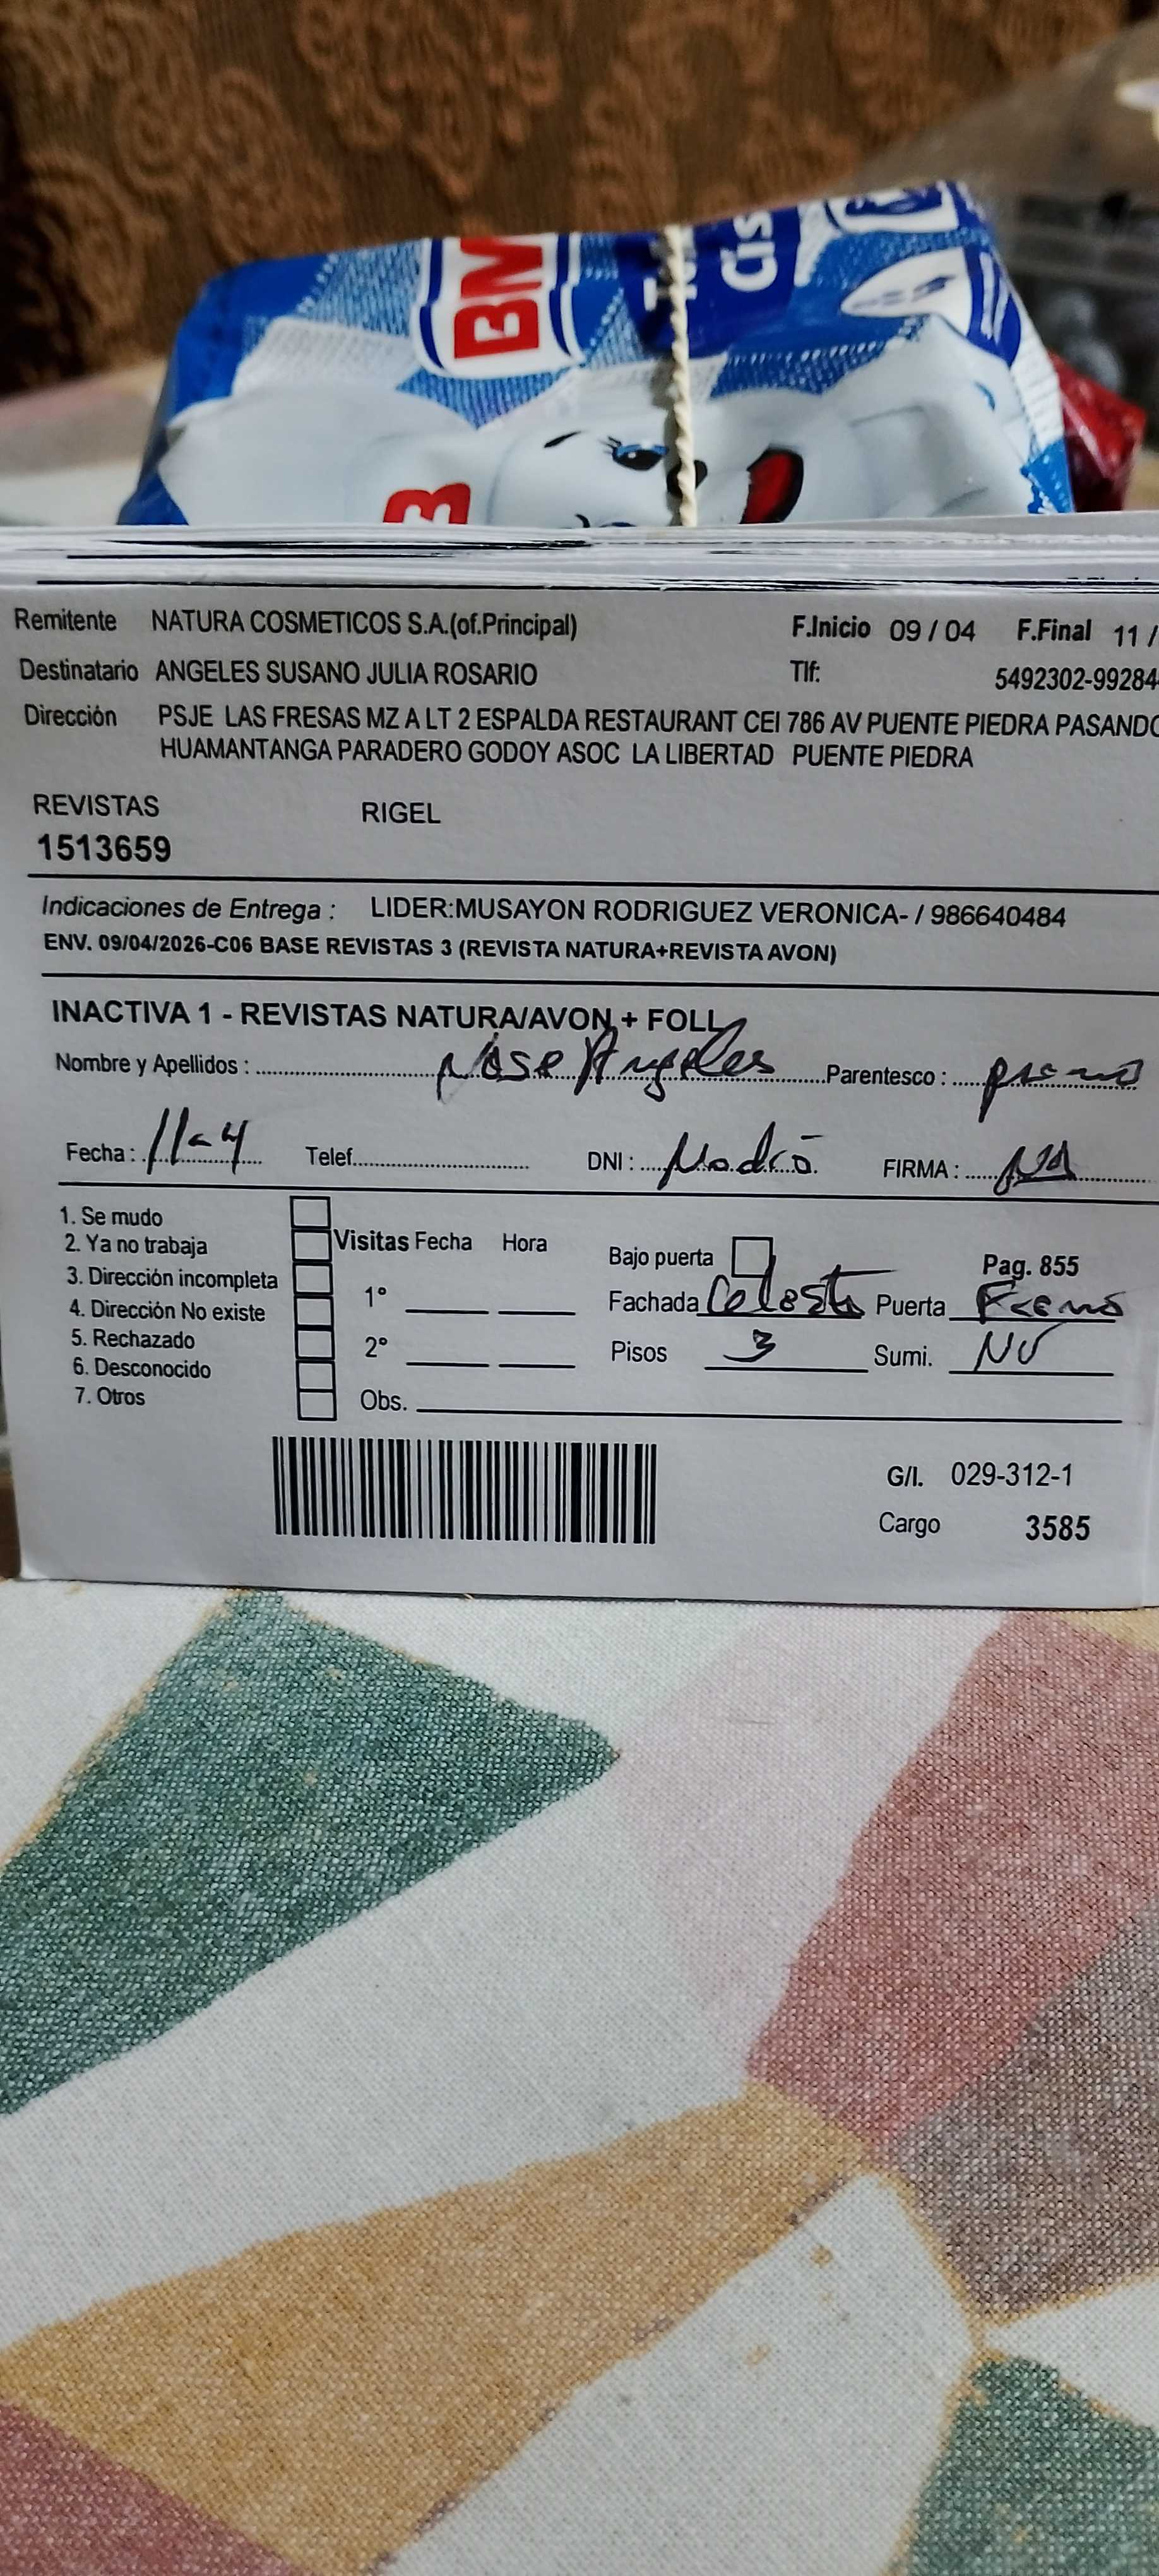 BM
Remitente NATURA COSMETICOS S.A.(of.Principal) F.Inicio 09 / 04 F.Final 11 /
Destinatario ANGELES SUSANO JULIA ROSARIO Tlf: 5492302-99284
Dirección PSJE LAS FRESAS MZ A LT 2 ESPALDA RESTAURANT CEI 786 AV PUENTE PIEDRA PASANDO
HUAMANTANGA PARADERO GODOY ASOC LA LIBERTAD PUENTE PIEDRA
REVISTAS RIGEL
1513659
Indicaciones de Entrega : LIDER:MUSAYON RODRIGUEZ VERONICA- / 986640484
ENV. 09/04/2026-C06 BASE REVISTAS 3 (REVISTA NATURA+REVISTA AVON)
INACTIVA 1 - REVISTAS NATURA/AVON + FOLL
Nombre y Apellidos : Angeles Parentesco :
Fecha : 11-4 Telef. DNI : FIRMA :
1. Se mudo
2. Ya no trabaja Visitas Fecha Hora Bajo puerta Pag. 855
3. Dirección incompleta 1° Fachada Celeste Puerta
4. Dirección No existe
5. Rechazado 2° Pisos 3 Sumi. NV
6. Desconocido
7. Otros Obs.
G/I. 029-312-1
Cargo 3585